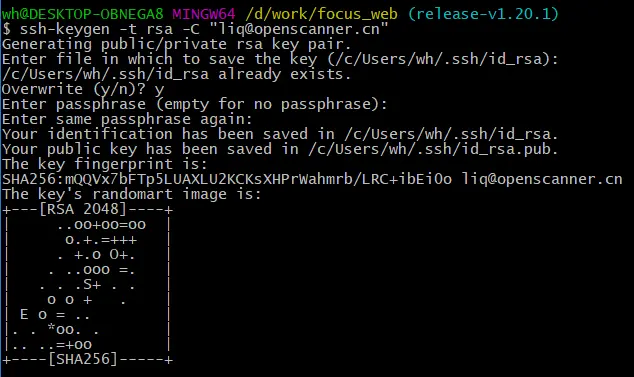 wh@DESKTOP-OBNEGA8 MINGW64 /d/work/focus_web (release-v1.20.1)
$ ssh-keygen -t rsa -C "liq@openscanner.cn"
Generating public/private rsa key pair.
Enter file in which to save the key (/c/Users/wh/.ssh/id_rsa):
/c/Users/wh/.ssh/id_rsa already exists.
Overwrite (y/n)? y
Enter passphrase (empty for no passphrase):
Enter same passphrase again:
Your identification has been saved in /c/Users/wh/.ssh/id_rsa.
Your public key has been saved in /c/Users/wh/.ssh/id_rsa.pub.
The key fingerprint is:
SHA256:mQQVx7bFTp5LUAXLU2KCKsXHPrWahmrb/LRC+ibEiOo liq@openscanner.cn
The key's randomart image is:
+---[RSA 2048]----+
|     ..oo+oo=oo  |
|      o.+.=+++   |
|     . +.o O+.   |
|    . ..ooo =.   |
|   . . .S+ . .   |
|    o o +   .    |
| E o = ..        |
|. . *oo. .       |
|.. ..=+oo        |
+----[SHA256]-----+